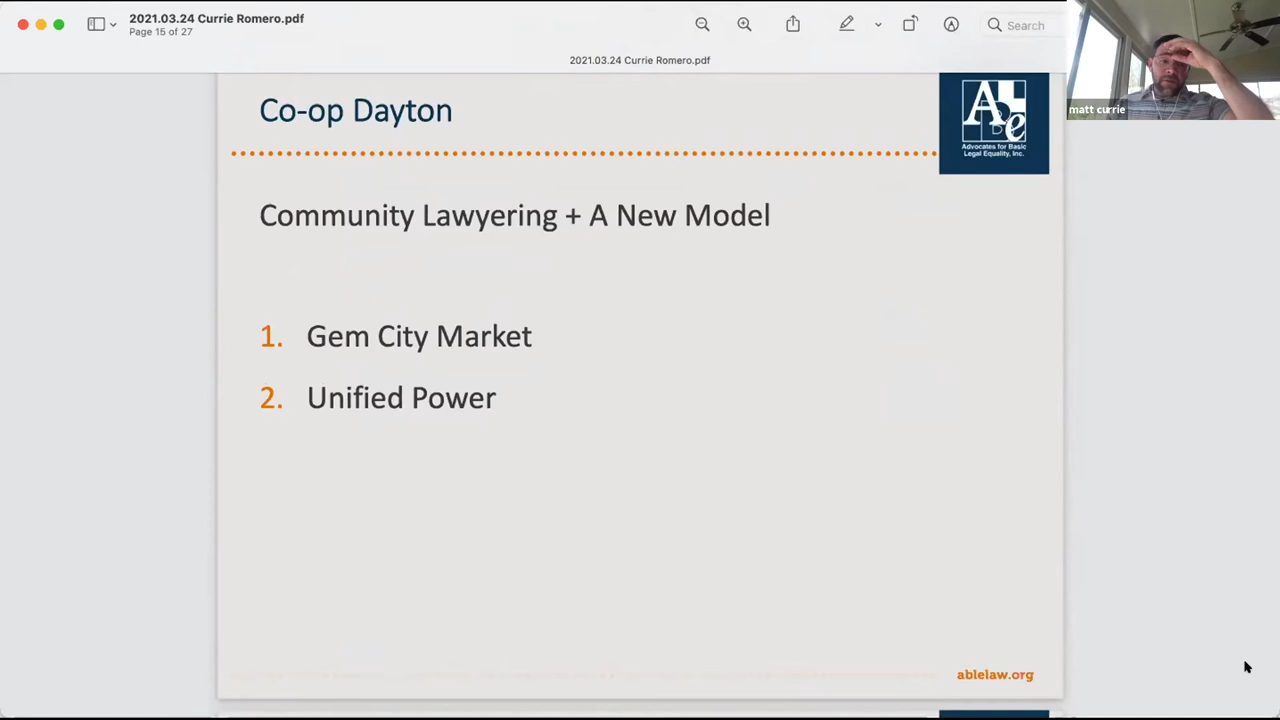 2021.03.24 Currie Romero.pdf
Page 15 of 27
Search
2021.03.24 Currie Romero.pdf
matt currie
Co-op Dayton
Advocates for Basic
Legal Equality, Inc.
Community Lawyering + A New Model
1. Gem City Market
2. Unified Power
ablelaw.org